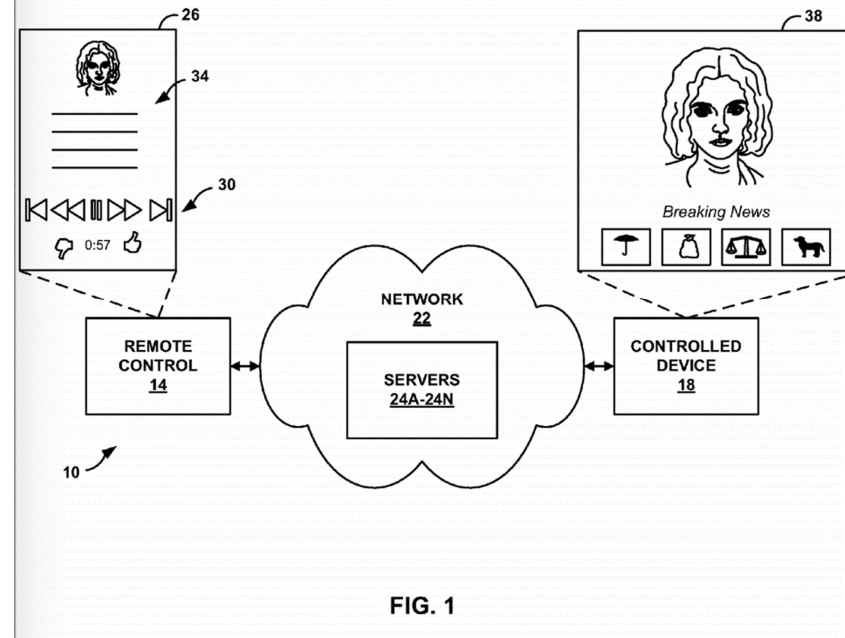 26
38
34
30
0:57
Breaking News
NETWORK
22
REMOTE
CONTROL
14
SERVERS
24A-24N
CONTROLLED
DEVICE
18
10
FIG. 1